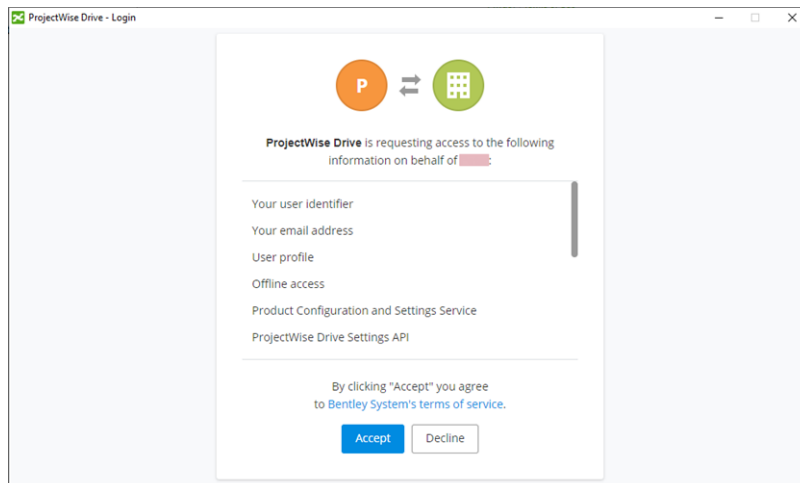 ProjectWise Drive - Login
P
ProjectWise Drive is requesting access to the following
information on behalf of :
Your user identifier
Your email address
User profile
Offline access
Product Configuration and Settings Service
ProjectWise Drive Settings API
By clicking "Accept" you agree
to Bentley System's terms of service.
Accept
Decline